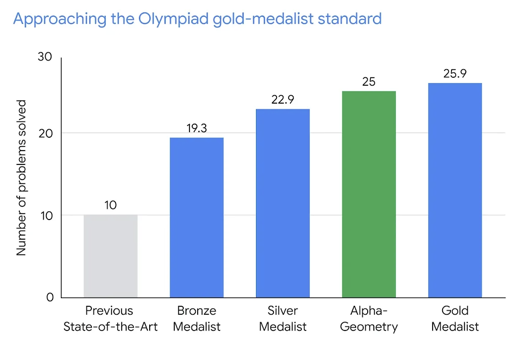 Approaching the Olympiad gold-medalist standard
Number of problems solved
30
20
10
0
10
19.3
22.9
25
25.9
Previous
State-of-the-Art
Bronze
Medalist
Silver
Medalist
Alpha-
Geometry
Gold
Medalist